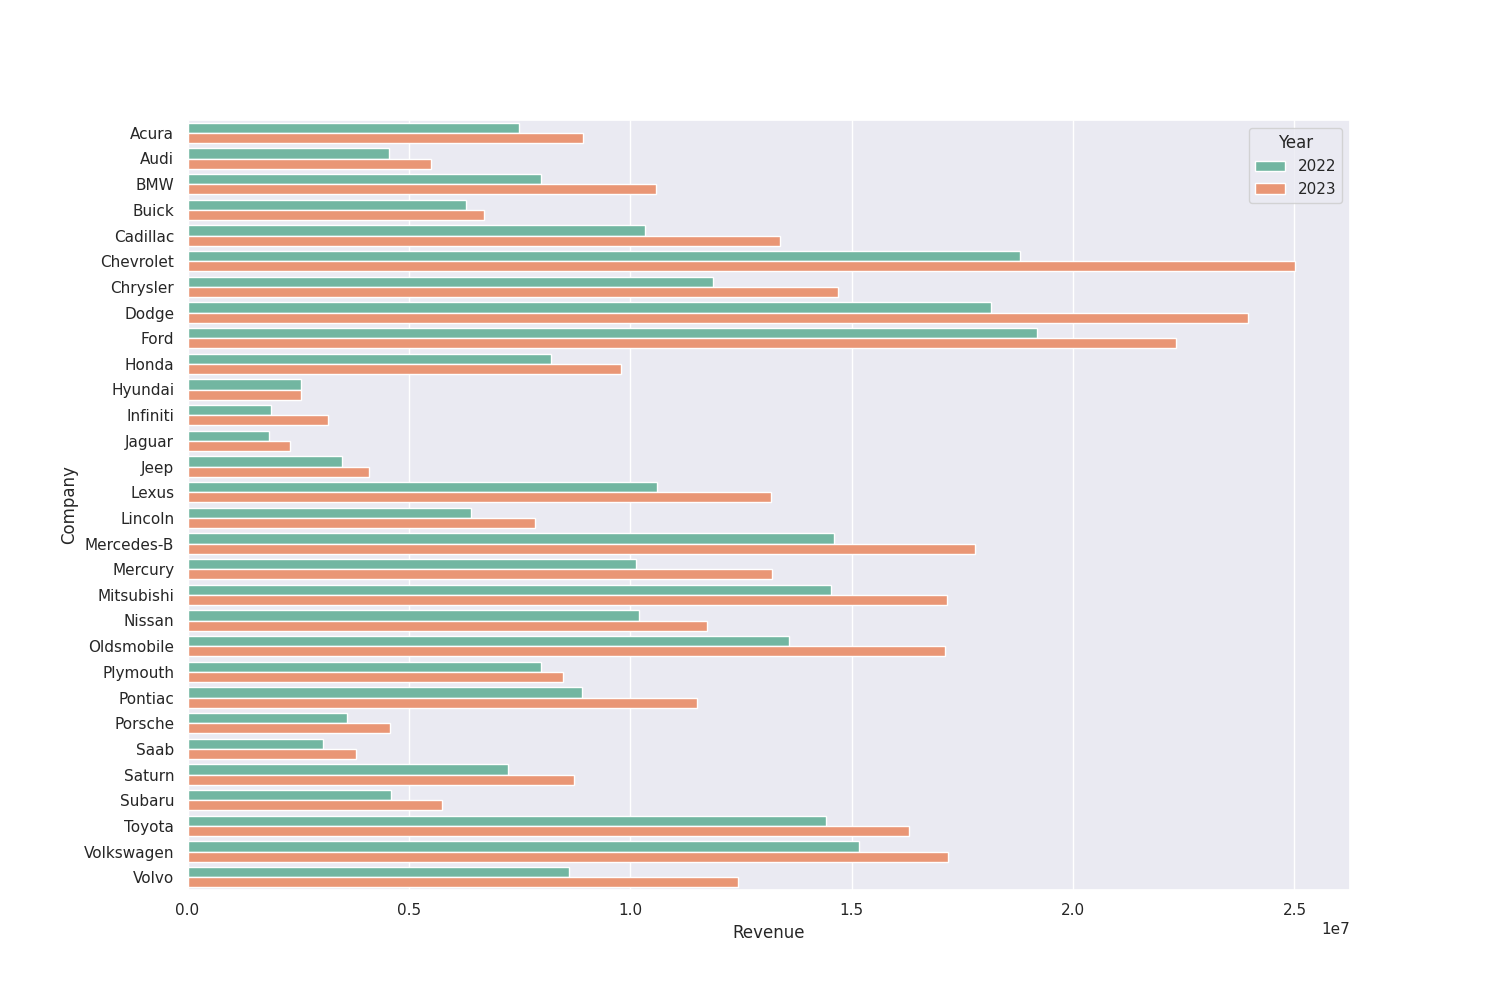 Year
2022
2023
Company
Acura
Audi
BMW
Buick
Cadillac
Chevrolet
Chrysler
Dodge
Ford
Honda
Hyundai
Infiniti
Jaguar
Jeep
Lexus
Lincoln
Mercedes-B
Mercury
Mitsubishi
Nissan
Oldsmobile
Plymouth
Pontiac
Porsche
Saab
Saturn
Subaru
Toyota
Volkswagen
Volvo
0.0 0.5 1.0 1.5 2.0 2.5
1e7
Revenue